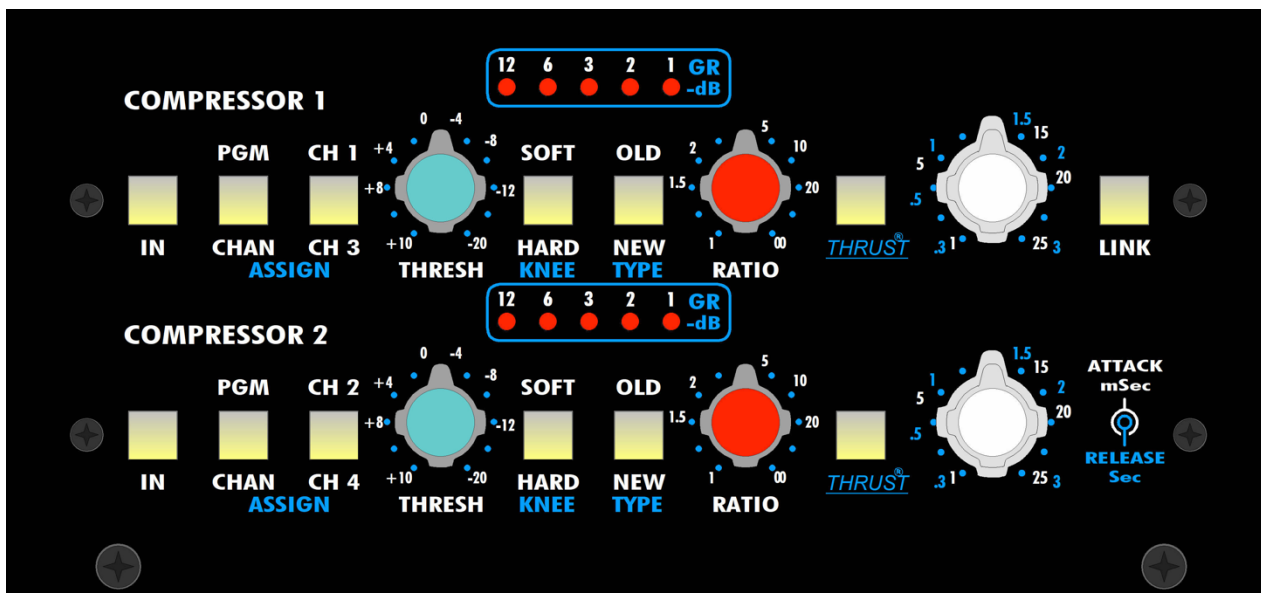 12 6 3 2 1 GR
-dB
COMPRESSOR 1
0 -4
5
1.5
15
PGM CH 1 +4 -8 SOFT OLD 2 10 1 2
5 20
+8 -12 1.5 20 .5
IN CHAN CH 3 +10 -20 HARD NEW 1 00 THRUST® .3 1 25 3 LINK
ASSIGN THRESH KNEE TYPE RATIO
12 6 3 2 1 GR
-dB
COMPRESSOR 2
0 -4
5
1.5
15 ATTACK
PGM CH 2 +4 -8 SOFT OLD 2 10 1 2 mSec
5 20
+8 -12 1.5 20 .5
RELEASE
IN CHAN CH 4 +10 -20 HARD NEW 1 00 THRUST® .3 1 25 3 Sec
ASSIGN THRESH KNEE TYPE RATIO